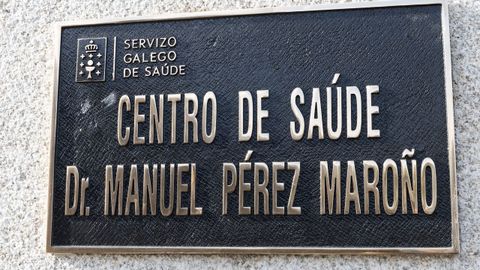 SERVIZO
GALEGO
DE SAÚDE
CENTRO DE SAÚDE
Dr. MANUEL PÉREZ MAROÑO